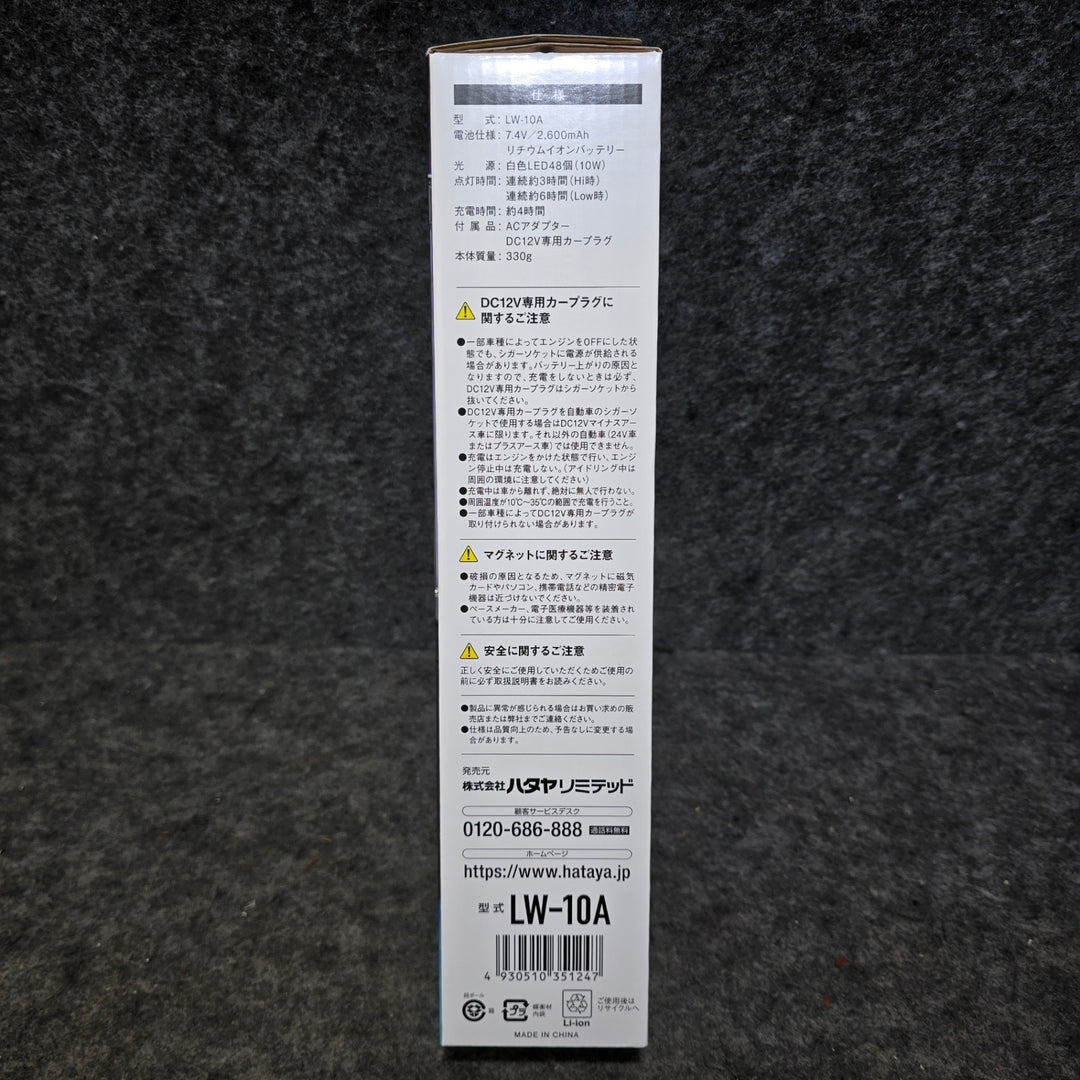 仕様
型 式: LW-10A
電池仕様: 7.4V/2,600mAh
リチウムイオンバッテリー
光 源: 白色LED48個(10W)
点灯時間: 連続約3時間(Hi時)
連続約6時間(Low時)
充電時間: 約4時間
付属品: ACアダプター
DC12V専用カープラグ
本体質量: 330g
DC12V専用カープラグに
関するご注意
●一部車種によってエンジンをOFFにした状
態でも、シガーソケットに電源が供給される
場合があります。バッテリー上がりの原因と
なりますので、充電をしないときは必ず、
DC12V専用カープラグはシガーソケットから
抜いてください。
●DC12V専用カープラグを自動車のシガーソ
ケットで使用する場合はDC12Vマイナスアー
ス車に限ります。それ以外の自動車(24V車
またはプラスアース車)では使用できません。
●充電はエンジンをかけた状態で行い、エンジ
ン停止中は充電しない。(アイドリング中は
周囲の環境に注意してください)
●充電中は車から離れず、絶対に無人で行わない。
●周囲温度が10℃〜35℃の範囲で充電を行うこと。
●一部車種によってDC12V専用カープラグが
取り付けられない場合があります。
マグネットに関するご注意
●破損の原因となるため、マグネットに磁気
カードやパソコン、携帯電話などの精密電子
機器は近づけないでください。
●ペースメーカー、電子医療機器等を装着され
ている方は十分に注意してご使用ください。
安全に関するご注意
正しく安全にご使用していただくためご使用の
前に必ず取扱説明書をお読みください。
●製品に異常が感じられる場合はお買い求めの販
売店または弊社までご連絡ください。
●仕様は品質向上のため、予告なしに変更する場
合があります。
発売元
株式会社ハタヤリミテッド
顧客サービスデスク
0120-686-888 通話料無料
ホームページ
https://www.hataya.jp
型式 LW-10A
4 930510 351247
段ボール
箱
プラ
緩衝材
内袋
Li-ion
ご使用後は
リサイクルへ
MADE IN CHINA